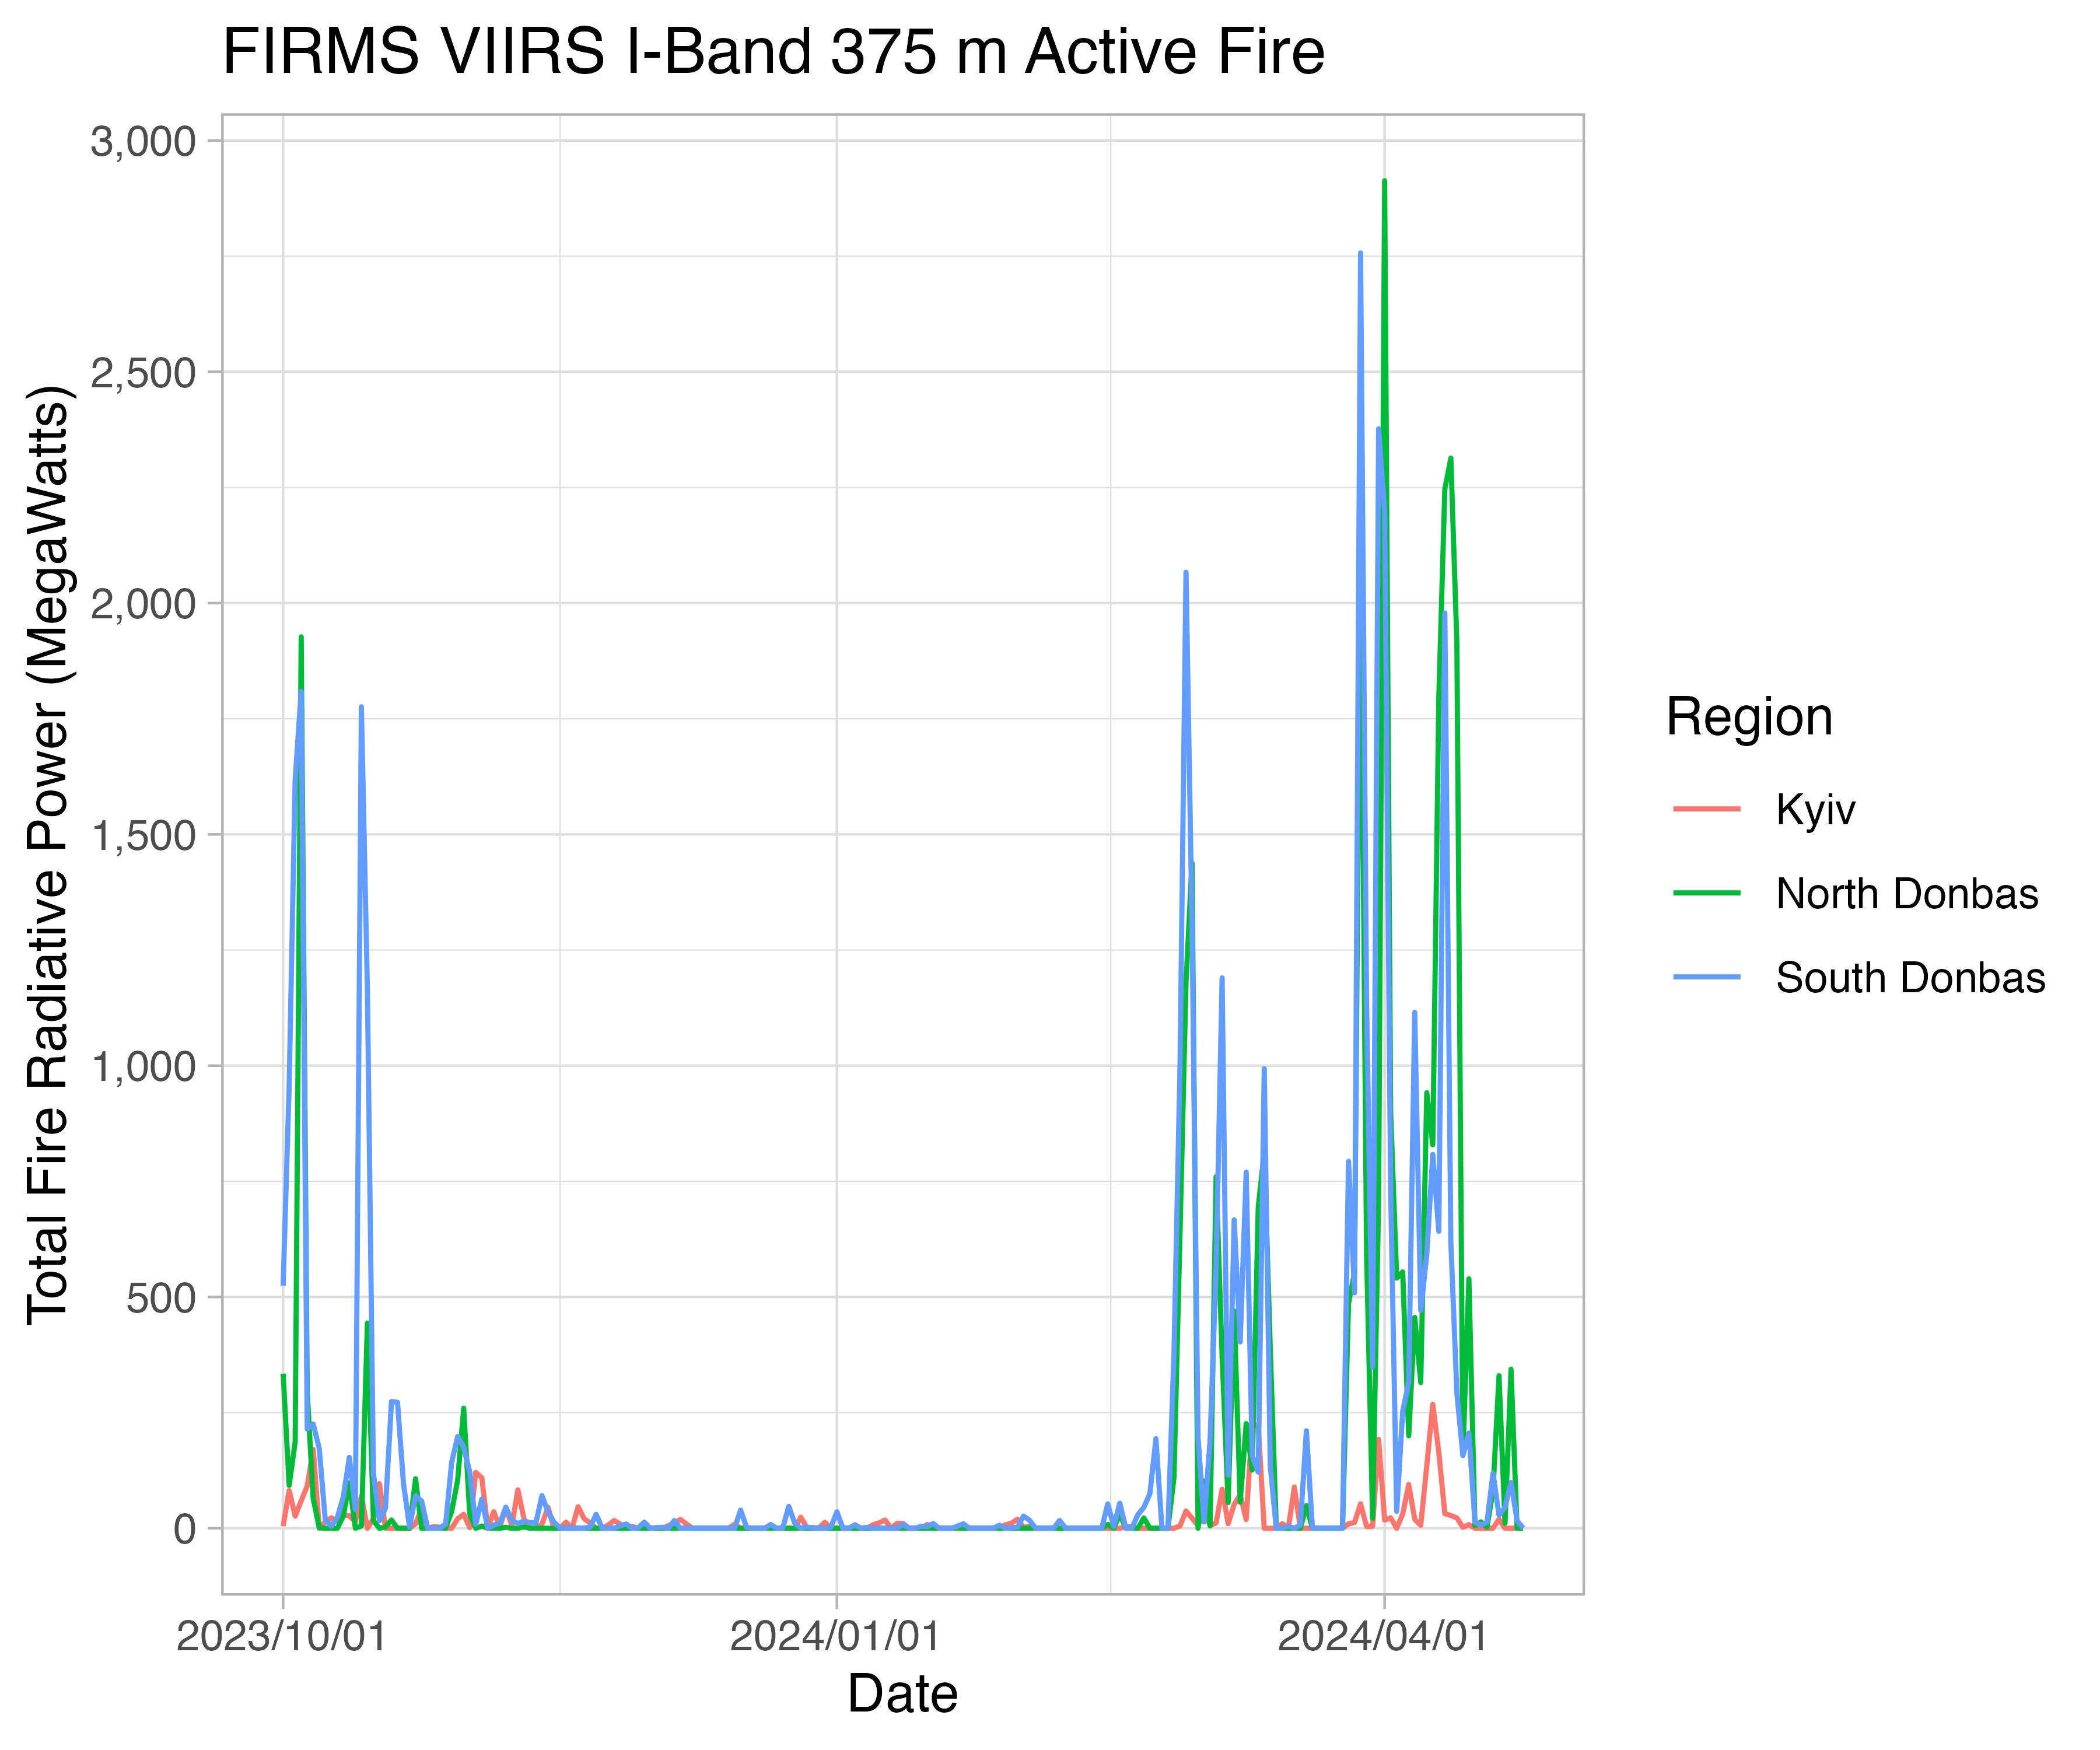 FIRMS VIIRS I-Band 375 m Active Fire
Total Fire Radiative Power (MegaWatts)
3,000
2,500
2,000
1,500
1,000
500
0
2023/10/01
2024/01/01
2024/04/01
Date
Region
Kyiv
North Donbas
South Donbas